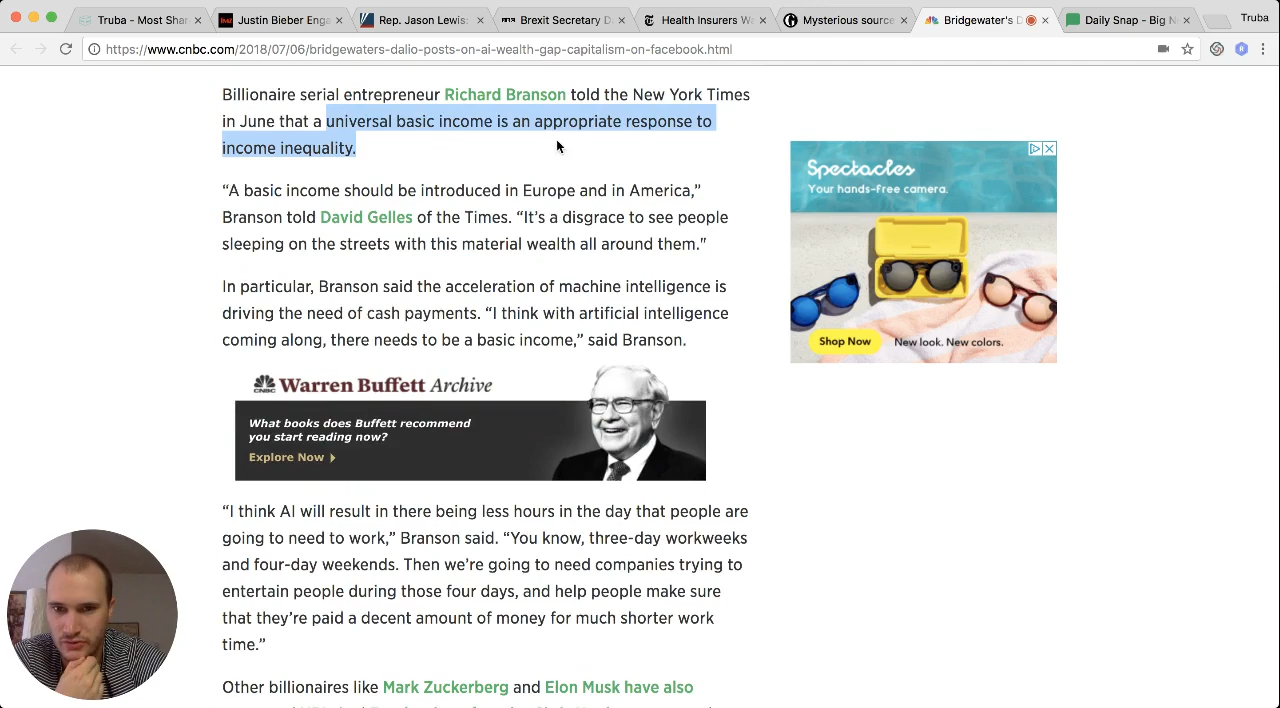 Truba - Most Shar
Justin Bieber Enga
Rep. Jason Lewis:
Brexit Secretary D
Health Insurers Wa
Mysterious source
Bridgewater's D
Daily Snap - Big N
Truba
https://www.cnbc.com/2018/07/06/bridgewaters-dalio-posts-on-ai-wealth-gap-capitalism-on-facebook.html
Billionaire serial entrepreneur Richard Branson told the New York Times
in June that a universal basic income is an appropriate response to
income inequality.
“A basic income should be introduced in Europe and in America,”
Branson told David Gelles of the Times. “It’s a disgrace to see people
sleeping on the streets with this material wealth all around them."
In particular, Branson said the acceleration of machine intelligence is
driving the need of cash payments. “I think with artificial intelligence
coming along, there needs to be a basic income,” said Branson.
Spectacles
Your hands-free camera.
Shop Now
New look. New colors.
CNBC
Warren Buffett Archive
What books does Buffett recommend
you start reading now?
Explore Now
“I think AI will result in there being less hours in the day that people are
going to need to work,” Branson said. “You know, three-day workweeks
and four-day weekends. Then we’re going to need companies trying to
entertain people during those four days, and help people make sure
that they’re paid a decent amount of money for much shorter work
time.”
Other billionaires like Mark Zuckerberg and Elon Musk have also